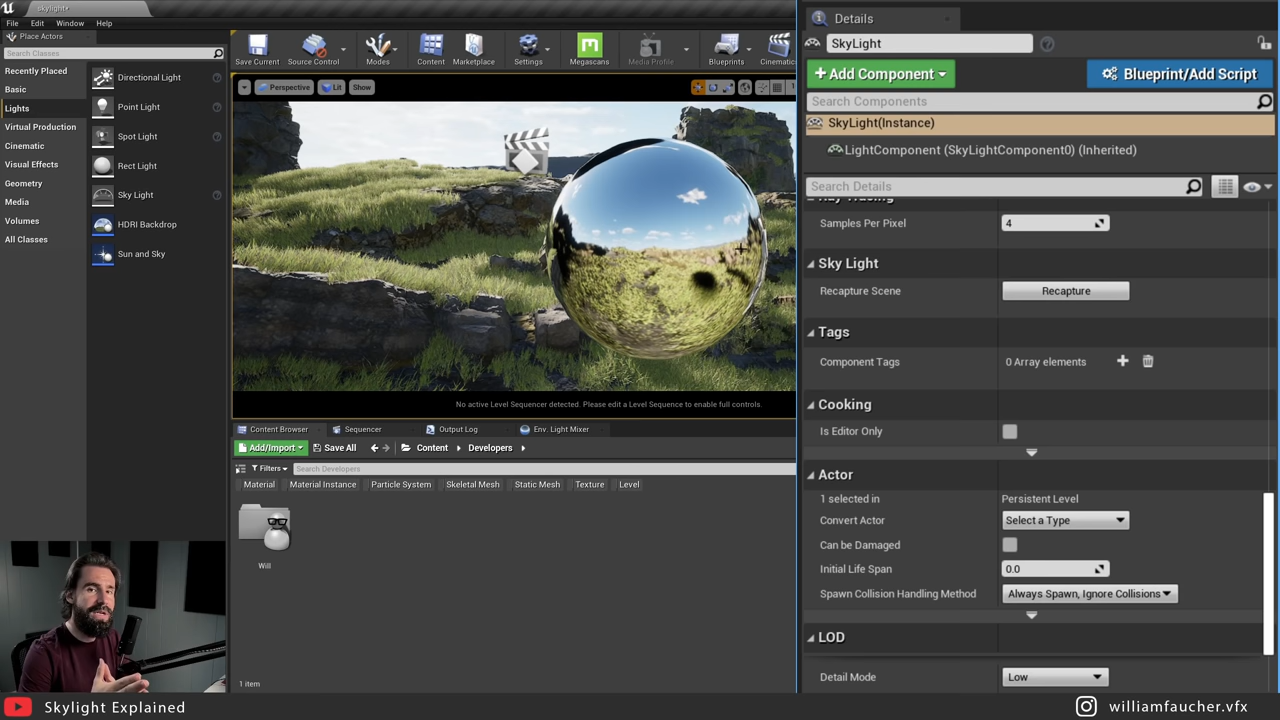 skylight•
File Edit Window Help
Place Actors
Search Classes
Recently Placed
Basic
Lights
Virtual Production
Cinematic
Visual Effects
Geometry
Media
Volumes
All Classes
Directional Light
Point Light
Spot Light
Rect Light
Sky Light
HDRI Backdrop
Sun and Sky
Save Current
Source Control
Modes
Content
Marketplace
Settings
Megascans
Media Profile
Blueprints
Perspective
Lit
Show
No active Level Sequencer detected. Please edit a Level Sequence to enable full controls.
Content Browser
Sequencer
Output Log
Env. Light Mixer
Add/Import
Save All
Content
Developers
Filters
Search Developers
Material
Material Instance
Particle System
Skeletal Mesh
Static Mesh
Texture
Level
Will
1 item
Details
SkyLight
+ Add Component
Blueprint/Add Script
Search Components
SkyLight(Instance)
LightComponent (SkyLightComponent0) (Inherited)
Search Details
Samples Per Pixel 4
Sky Light
Recapture Scene Recapture
Tags
Component Tags 0 Array elements
Cooking
Is Editor Only
Actor
1 selected in Persistent Level
Convert Actor Select a Type
Can be Damaged
Initial Life Span 0.0
Spawn Collision Handling Method Always Spawn, Ignore Collisions
LOD
Detail Mode Low
Skylight Explained
williamfaucher.vfx